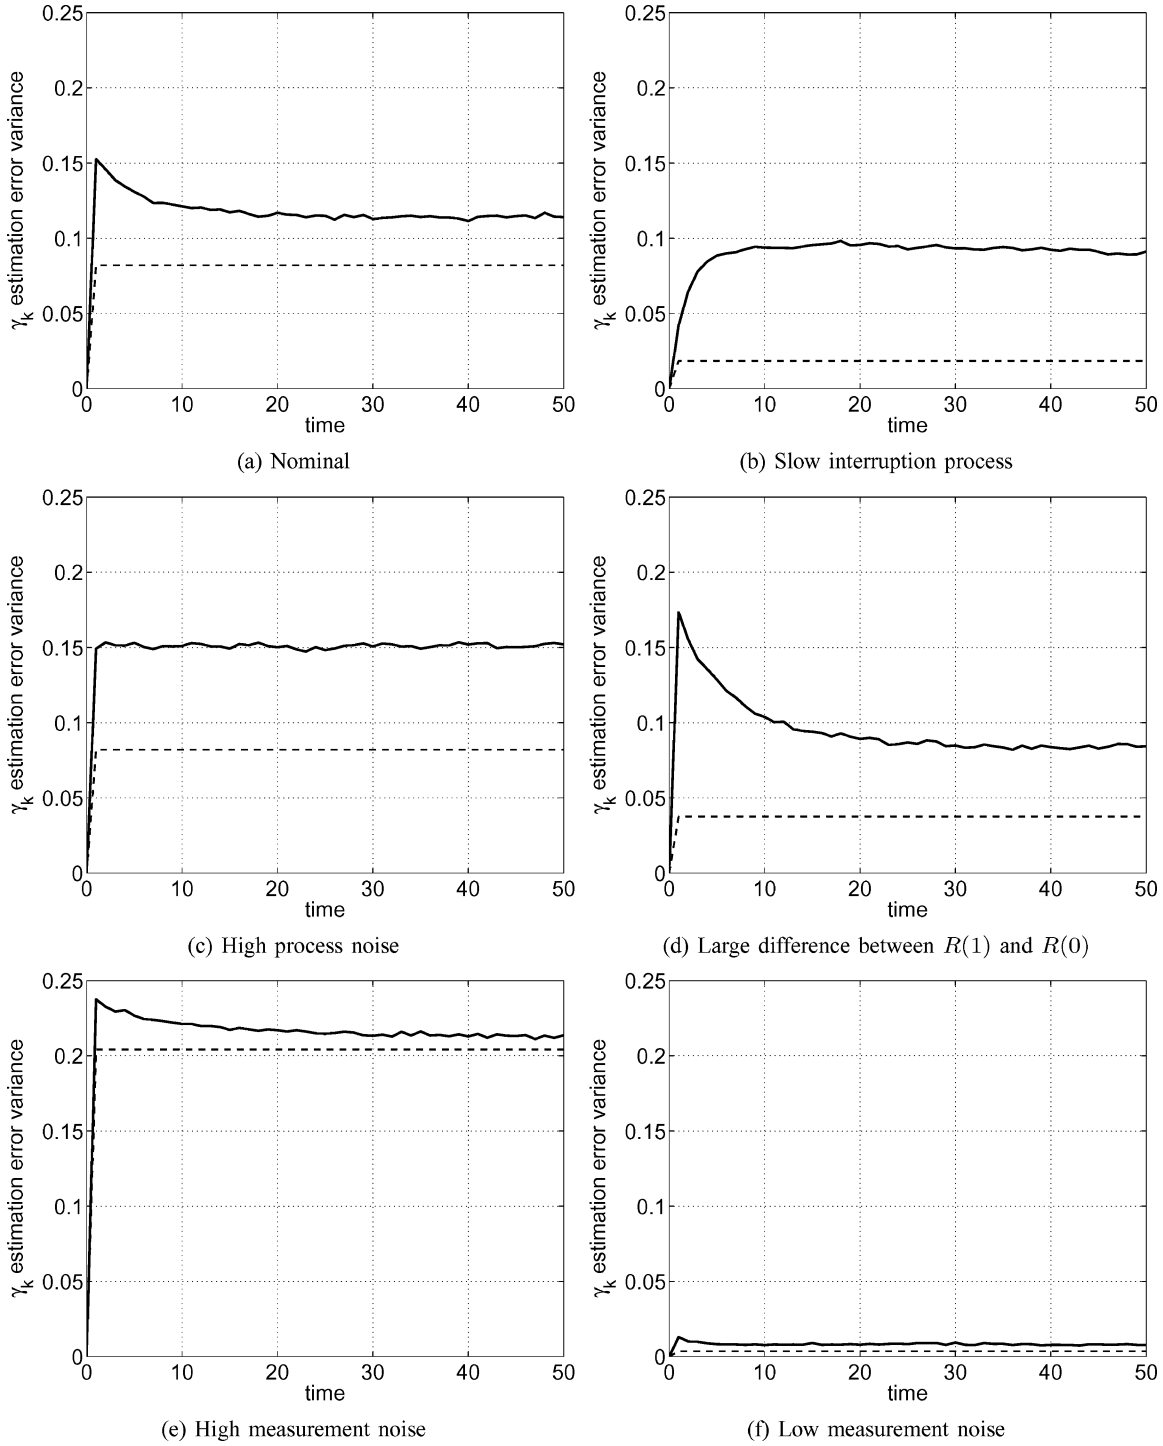 0.25
0.2
0.15
0.1
0.05
0
γk estimation error variance
0 10 20 30 40 50
time
(a) Nominal
0.25
0.2
0.15
0.1
0.05
0
γk estimation error variance
0 10 20 30 40 50
time
(b) Slow interruption process
0.25
0.2
0.15
0.1
0.05
0
γk estimation error variance
0 10 20 30 40 50
time
(c) High process noise
0.25
0.2
0.15
0.1
0.05
0
γk estimation error variance
0 10 20 30 40 50
time
(d) Large difference between R(1) and R(0)
0.25
0.2
0.15
0.1
0.05
0
γk estimation error variance
0 10 20 30 40 50
time
(e) High measurement noise
0.25
0.2
0.15
0.1
0.05
0
γk estimation error variance
0 10 20 30 40 50
time
(f) Low measurement noise